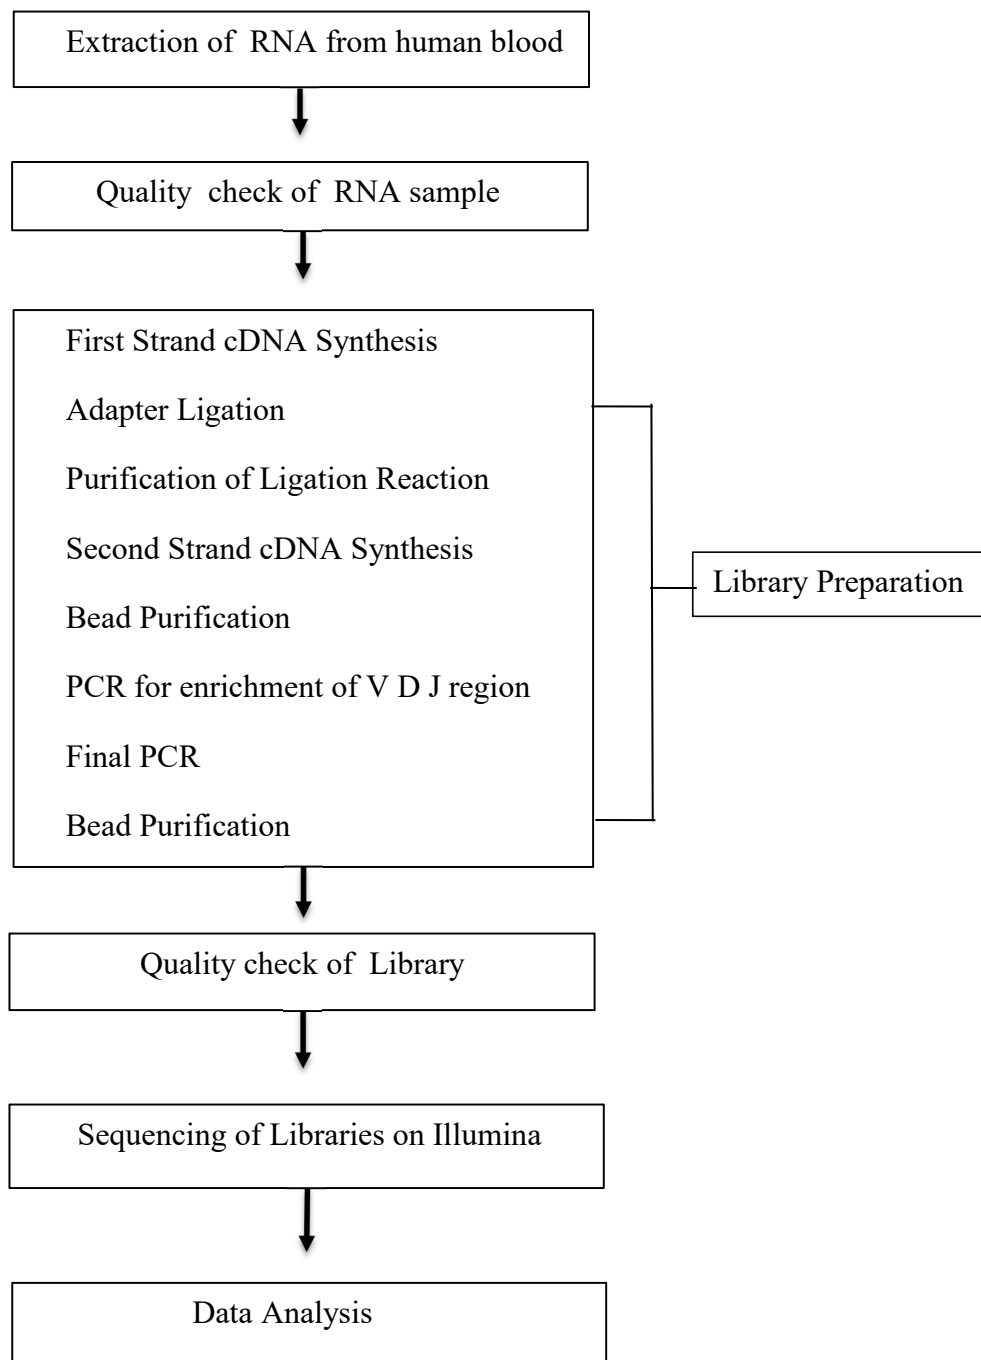 Extraction of RNA from human blood
Quality check of RNA sample
First Strand cDNA Synthesis
Adapter Ligation
Purification of Ligation Reaction
Second Strand cDNA Synthesis
Bead Purification
PCR for enrichment of V D J region
Final PCR
Bead Purification
Library Preparation
Quality check of Library
Sequencing of Libraries on Illumina
Data Analysis